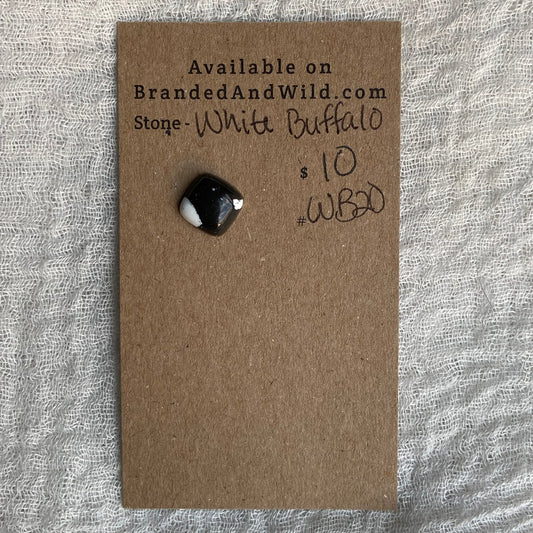 Available on
BrandedAndWild.com
Stone - White Buffalo
$ 10
#WB20